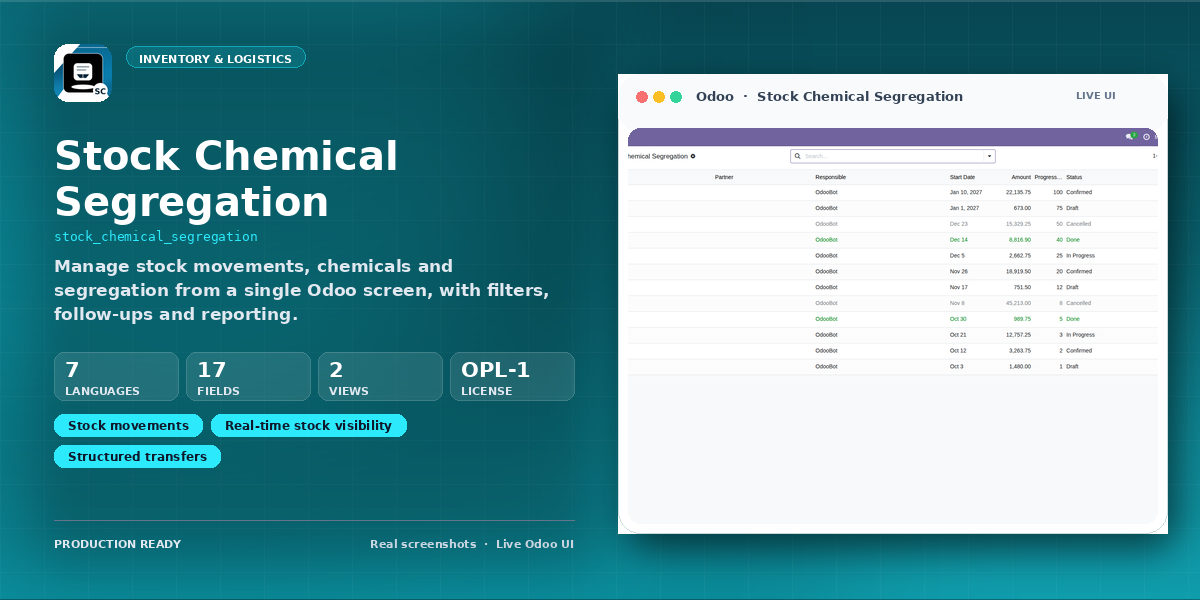 SC
INVENTORY & LOGISTICS
Stock Chemical
Segregation
stock_chemical_segregation
Manage stock movements, chemicals and
segregation from a single Odoo screen, with filters,
follow-ups and reporting.
7
LANGUAGES
17
FIELDS
2
VIEWS
OPL-1
LICENSE
Stock movements
Real-time stock visibility
Structured transfers
PRODUCTION READY
Real screenshots · Live Odoo UI
Odoo · Stock Chemical Segregation
LIVE UI
hemical Segregation
Search...
Partner Responsible Start Date Amount Progress... Status
OdooBot Jan 10, 2027 22,135.75 100 Confirmed
OdooBot Jan 1, 2027 673.00 75 Draft
OdooBot Dec 23 15,329.25 50 Cancelled
OdooBot Dec 14 8,816.90 40 Done
OdooBot Dec 5 2,662.75 25 In Progress
OdooBot Nov 26 18,919.50 20 Confirmed
OdooBot Nov 17 751.50 12 Draft
OdooBot Nov 8 45,213.00 8 Cancelled
OdooBot Oct 30 989.75 5 Done
OdooBot Oct 21 12,757.25 3 In Progress
OdooBot Oct 12 3,263.75 2 Confirmed
OdooBot Oct 3 1,480.00 1 Draft